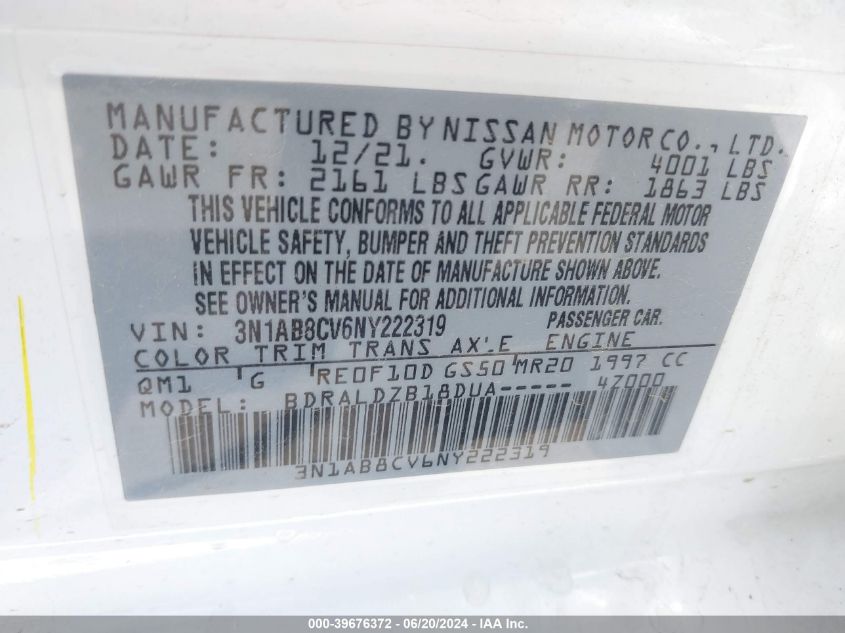 MANUFACTURED BY NISSAN MOTOR CO., LTD.
DATE: 12/21. GVWR: 4001 LBS
GAWR FR: 2161 LBS GAWR RR: 1863 LBS
THIS VEHICLE CONFORMS TO ALL APPLICABLE FEDERAL MOTOR
VEHICLE SAFETY, BUMPER AND THEFT PREVENTION STANDARDS
IN EFFECT ON THE DATE OF MANUFACTURE SHOWN ABOVE.
SEE OWNER'S MANUAL FOR ADDITIONAL INFORMATION.
VIN: 3N1AB8CV6NY222319 PASSENGER CAR.
COLOR TRIM TRANS AXLE ENGINE
QM1 G RE0F10D GS50 MR20 1997 CC
MODEL: BDRALDZB18DUA----- 47000
3N1AB8CV6NY222319
000-39676372 - 06/20/2024 - IAA Inc.